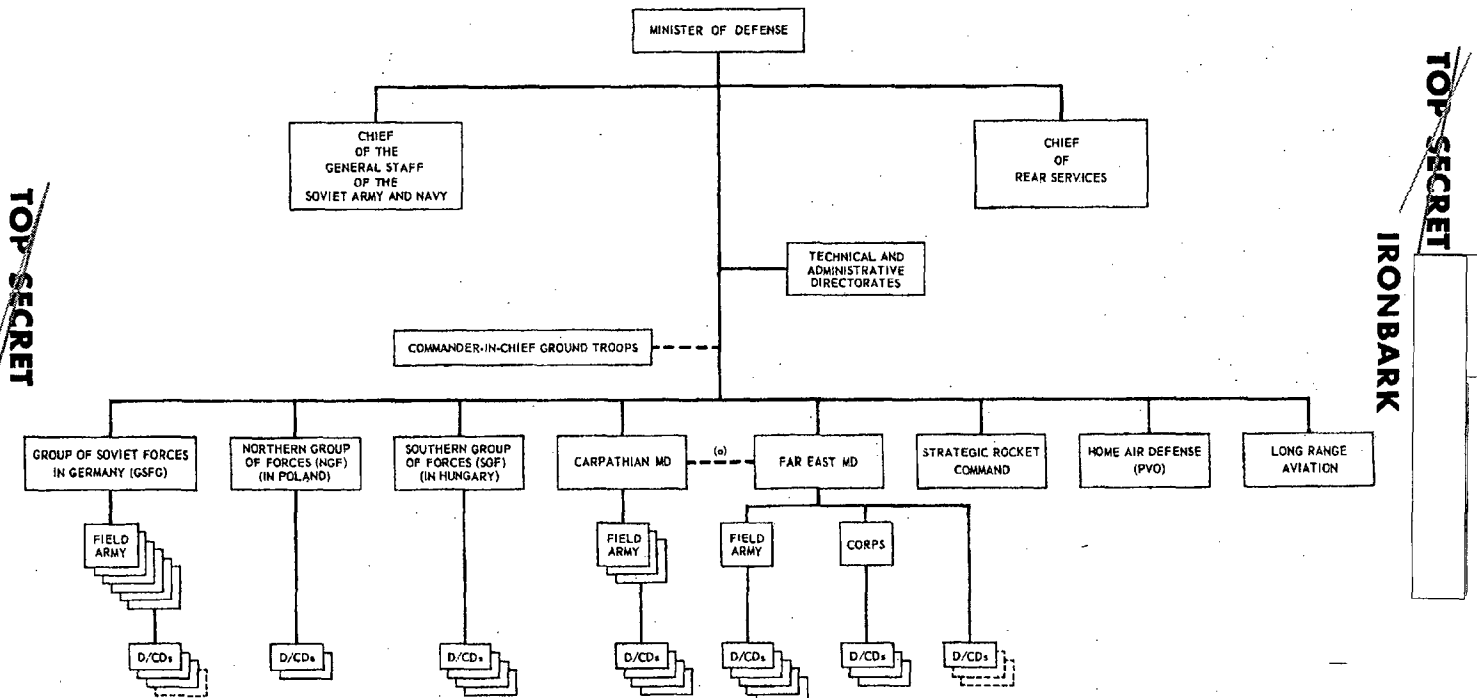 MINISTER OF DEFENSE
CHIEF
OF THE
GENERAL STAFF
OF THE
SOVIET ARMY AND NAVY
CHIEF
OF
REAR SERVICES
TOP SECRET
IRONBARK
TOP SECRET
TECHNICAL AND
ADMINISTRATIVE
DIRECTORATES
COMMANDER-IN-CHIEF GROUND TROOPS
GROUP OF SOVIET FORCES
IN GERMANY (GSFG)
NORTHERN GROUP
OF FORCES (NGF)
(IN POLAND)
SOUTHERN GROUP
OF FORCES (SGF)
(IN HUNGARY)
CARPATHIAN MD
(a)
FAR EAST MD
STRATEGIC ROCKET
COMMAND
HOME AIR DEFENSE
(PVO)
LONG RANGE
AVIATION
FIELD
ARMY
FIELD
ARMY
FIELD
ARMY
CORPS
D/CDs
D/CDs
D/CDs
D/CDs
D/CDs
D/CDs
D/CDs